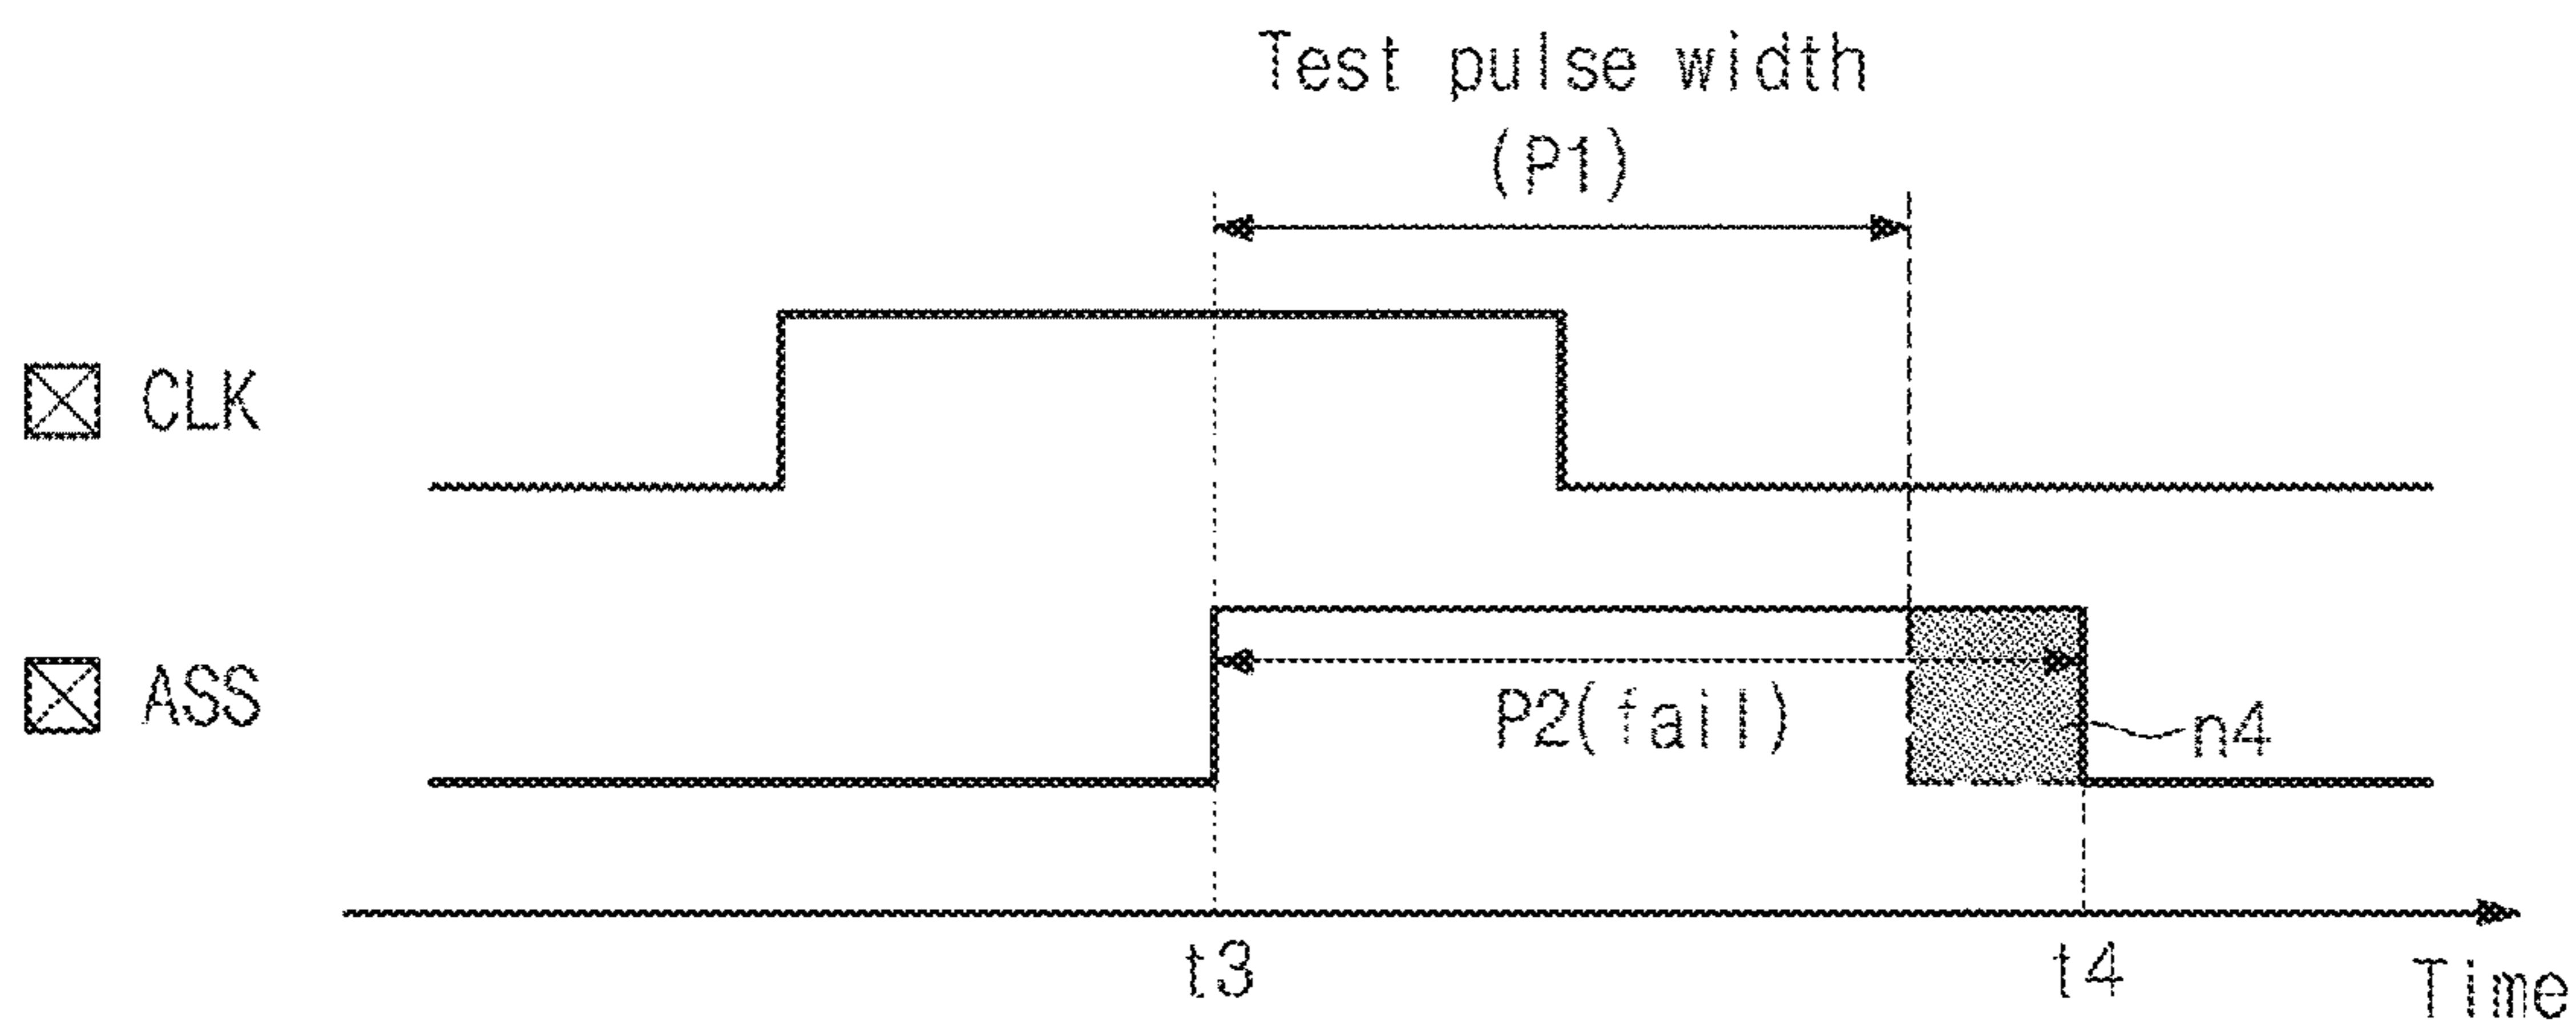 Test pulse width
(P1)
CLK
ASS
P2(fail)
n4
t3
t4
Time